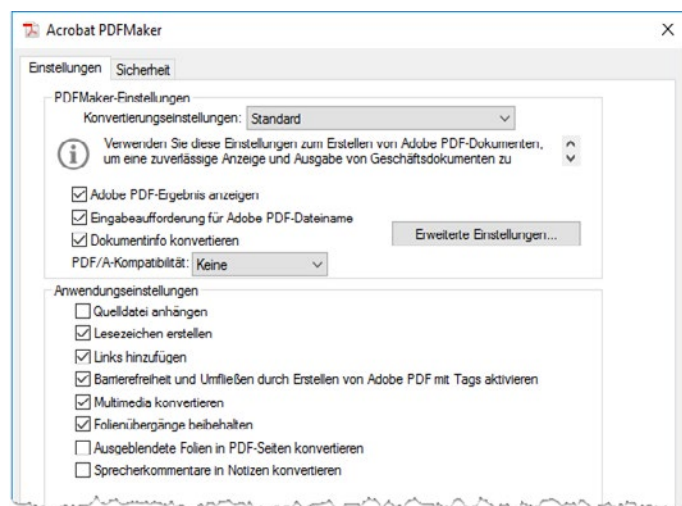 Acrobat PDFMaker
Einstellungen Sicherheit
PDFMaker-Einstellungen
Konvertierungseinstellungen: Standard
Verwenden Sie diese Einstellungen zum Erstellen von Adobe PDF-Dokumenten,
um eine zuverlässige Anzeige und Ausgabe von Geschäftsdokumenten zu
Adobe PDF-Ergebnis anzeigen
Eingabeaufforderung für Adobe PDF-Dateiname
Dokumentinfo konvertieren Erweiterte Einstellungen...
PDF/A-Kompatibilität: Keine
Anwendungseinstellungen
Quelldatei anhängen
Lesezeichen erstellen
Links hinzufügen
Barrierefreiheit und Umfließen durch Erstellen von Adobe PDF mit Tags aktivieren
Multimedia konvertieren
Folienübergänge beibehalten
Ausgeblendete Folien in PDF-Seiten konvertieren
Sprecherkommentare in Notizen konvertieren